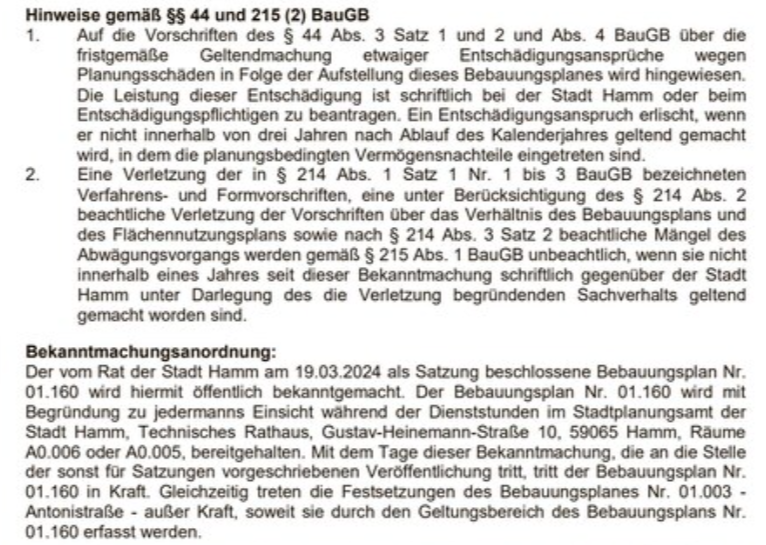 Hinweise gemäß §§ 44 und 215 (2) BauGB
1. Auf die Vorschriften des § 44 Abs. 3 Satz 1 und 2 und Abs. 4 BauGB über die
fristgemäße Geltendmachung etwaiger Entschädigungsansprüche wegen
Planungsschäden in Folge der Aufstellung dieses Bebauungsplanes wird hingewiesen.
Die Leistung dieser Entschädigung ist schriftlich bei der Stadt Hamm oder beim
Entschädigungspflichtigen zu beantragen. Ein Entschädigungsanspruch erlischt, wenn
er nicht innerhalb von drei Jahren nach Ablauf des Kalenderjahres geltend gemacht
wird, in dem die planungsbedingten Vermögensnachteile eingetreten sind.
2. Eine Verletzung der in § 214 Abs. 1 Satz 1 Nr. 1 bis 3 BauGB bezeichneten
Verfahrens- und Formvorschriften, eine unter Berücksichtigung des § 214 Abs. 2
beachtliche Verletzung der Vorschriften über das Verhältnis des Bebauungsplans und
des Flächennutzungsplans sowie nach § 214 Abs. 3 Satz 2 beachtliche Mängel des
Abwägungsvorgangs werden gemäß § 215 Abs. 1 BauGB unbeachtlich, wenn sie nicht
innerhalb eines Jahres seit dieser Bekanntmachung schriftlich gegenüber der Stadt
Hamm unter Darlegung des die Verletzung begründenden Sachverhalts geltend
gemacht worden sind.
Bekanntmachungsanordnung:
Der vom Rat der Stadt Hamm am 19.03.2024 als Satzung beschlossene Bebauungsplan Nr.
01.160 wird hiermit öffentlich bekanntgemacht. Der Bebauungsplan Nr. 01.160 wird mit
Begründung zu jedermanns Einsicht während der Dienststunden im Stadtplanungsamt der
Stadt Hamm, Technisches Rathaus, Gustav-Heinemann-Straße 10, 59065 Hamm, Räume
A0.006 oder A0.005, bereitgehalten. Mit dem Tage dieser Bekanntmachung, die an die Stelle
der sonst für Satzungen vorgeschriebenen Veröffentlichung tritt, tritt der Bebauungsplan Nr.
01.160 in Kraft. Gleichzeitig treten die Festsetzungen des Bebauungsplanes Nr. 01.003 -
Antonistraße - außer Kraft, soweit sie durch den Geltungsbereich des Bebauungsplans Nr.
01.160 erfasst werden.